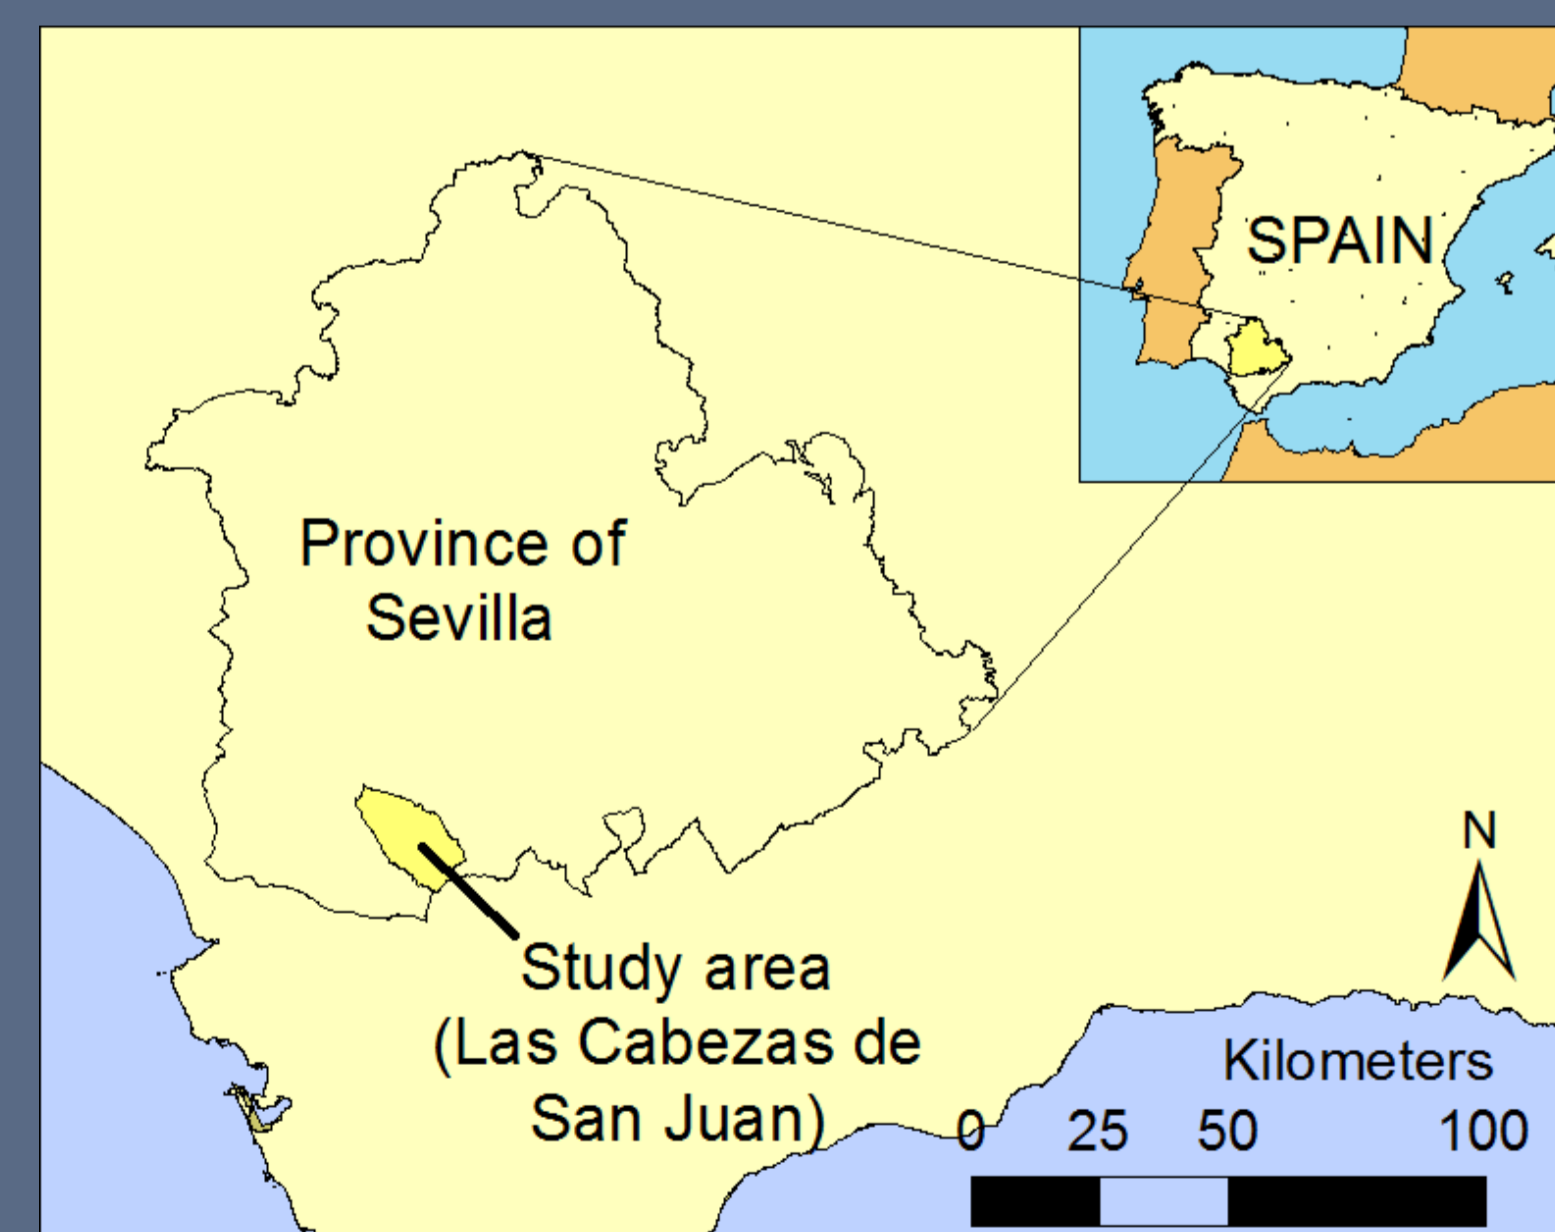 SPAIN
Province of
Sevilla
Study area
(Las Cabezas de
San Juan)
N
Kilometers
0 25 50 100